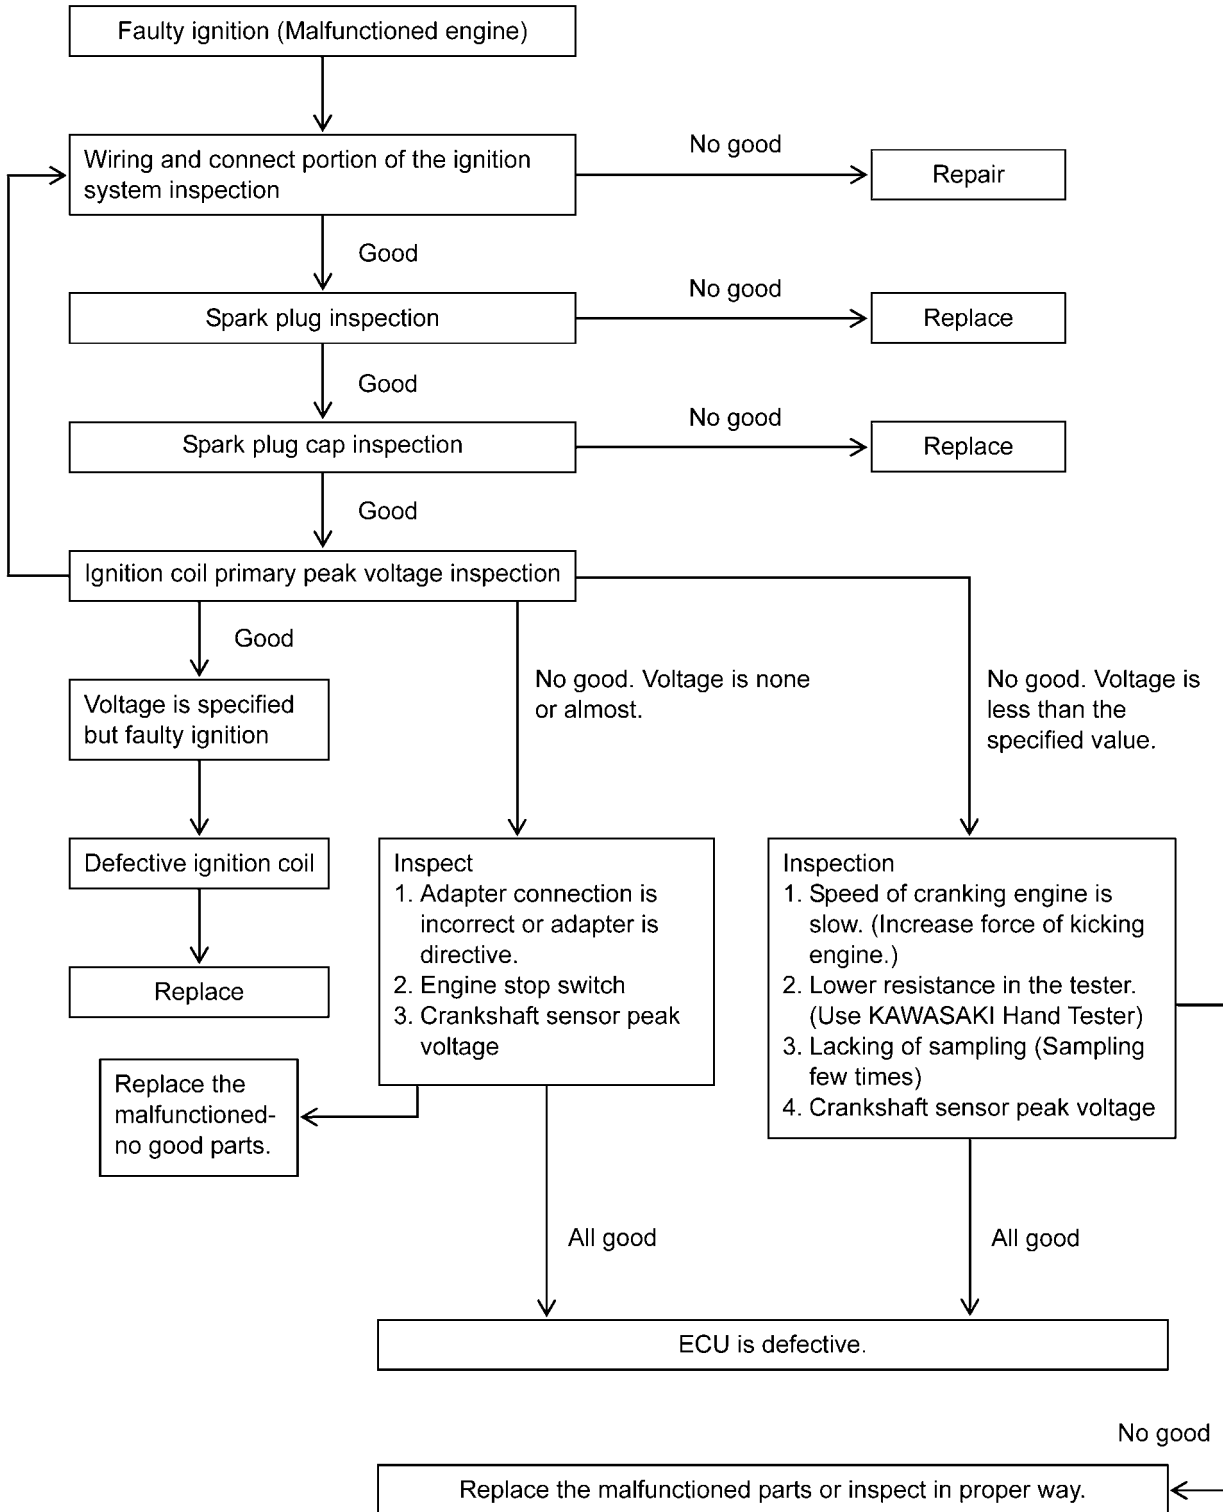 Faulty ignition (Malfunctioned engine)
Wiring and connect portion of the ignition
system inspection
No good
Repair
Good
Spark plug inspection
No good
Replace
Good
Spark plug cap inspection
No good
Replace
Good
Ignition coil primary peak voltage inspection
Good
Voltage is specified
but faulty ignition
Defective ignition coil
Replace
No good. Voltage is none
or almost.
No good. Voltage is
less than the
specified value.
Inspect
1. Adapter connection is
incorrect or adapter is
directive.
2. Engine stop switch
3. Crankshaft sensor peak
voltage
Inspection
1. Speed of cranking engine is
slow. (Increase force of kicking
engine.)
2. Lower resistance in the tester.
(Use KAWASAKI Hand Tester)
3. Lacking of sampling (Sampling
few times)
4. Crankshaft sensor peak voltage
Replace the
malfunctioned-
no good parts.
All good
All good
ECU is defective.
No good
Replace the malfunctioned parts or inspect in proper way.